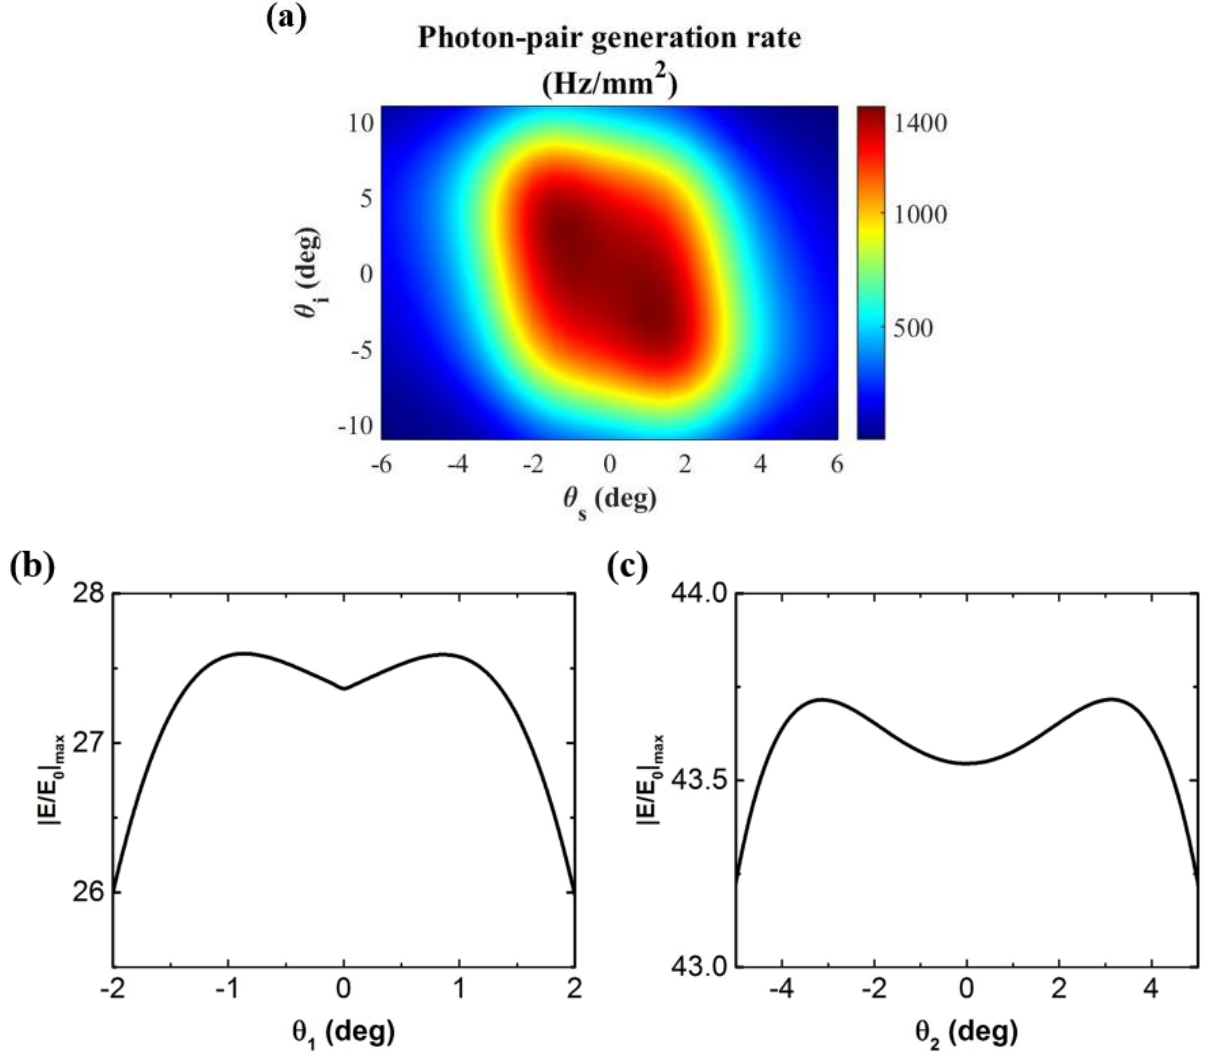 (a)
Photon-pair generation rate
(Hz/mm²)
10
5
0
-5
-10
θi (deg)
-6 -4 -2 0 2 4 6
θs (deg)
1400
1000
500
(b)
28
27
26
|E/E0|max
-2 -1 0 1 2
θ1 (deg)
(c)
44.0
43.5
43.0
|E/E0|max
-4 -2 0 2 4
θ2 (deg)